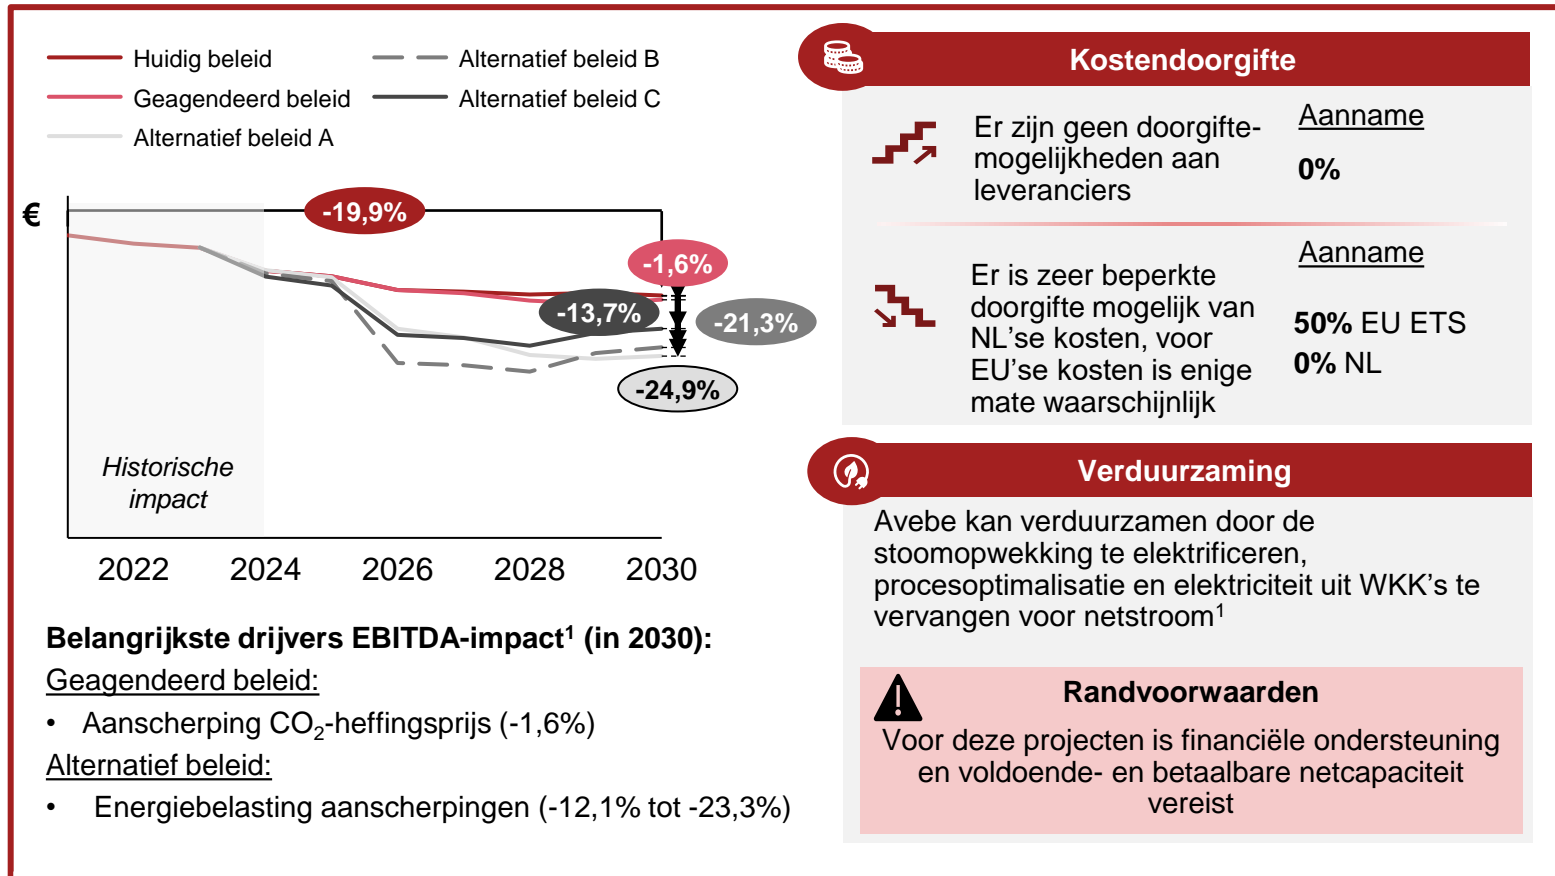 Huidig beleid
Geagendeerd beleid
Alternatief beleid A
Alternatief beleid B
Alternatief beleid C
€
-19,9%
-1,6%
-13,7%
-21,3%
-24,9%
Historische
impact
2022 2024 2026 2028 2030
Belangrijkste drijvers EBITDA-impact¹ (in 2030):
Geagendeerd beleid:
• Aanscherping CO₂-heffingsprijs (-1,6%)
Alternatief beleid:
• Energiebelasting aanscherpingen (-12,1% tot -23,3%)
Kostendoorgifte
Er zijn geen doorgifte-
mogelijkheden aan
leveranciers
Aanname
0%
Er is zeer beperkte
doorgifte mogelijk van
NL’se kosten, voor
EU’se kosten is enige
mate waarschijnlijk
Aanname
50% EU ETS
0% NL
Verduurzaming
Avebe kan verduurzamen door de
stoomopwekking te elektrificeren,
procesoptimalisatie en elektriciteit uit WKK’s te
vervangen voor netstroom¹
Randvoorwaarden
Voor deze projecten is financiële ondersteuning
en voldoende- en betaalbare netcapaciteit
vereist